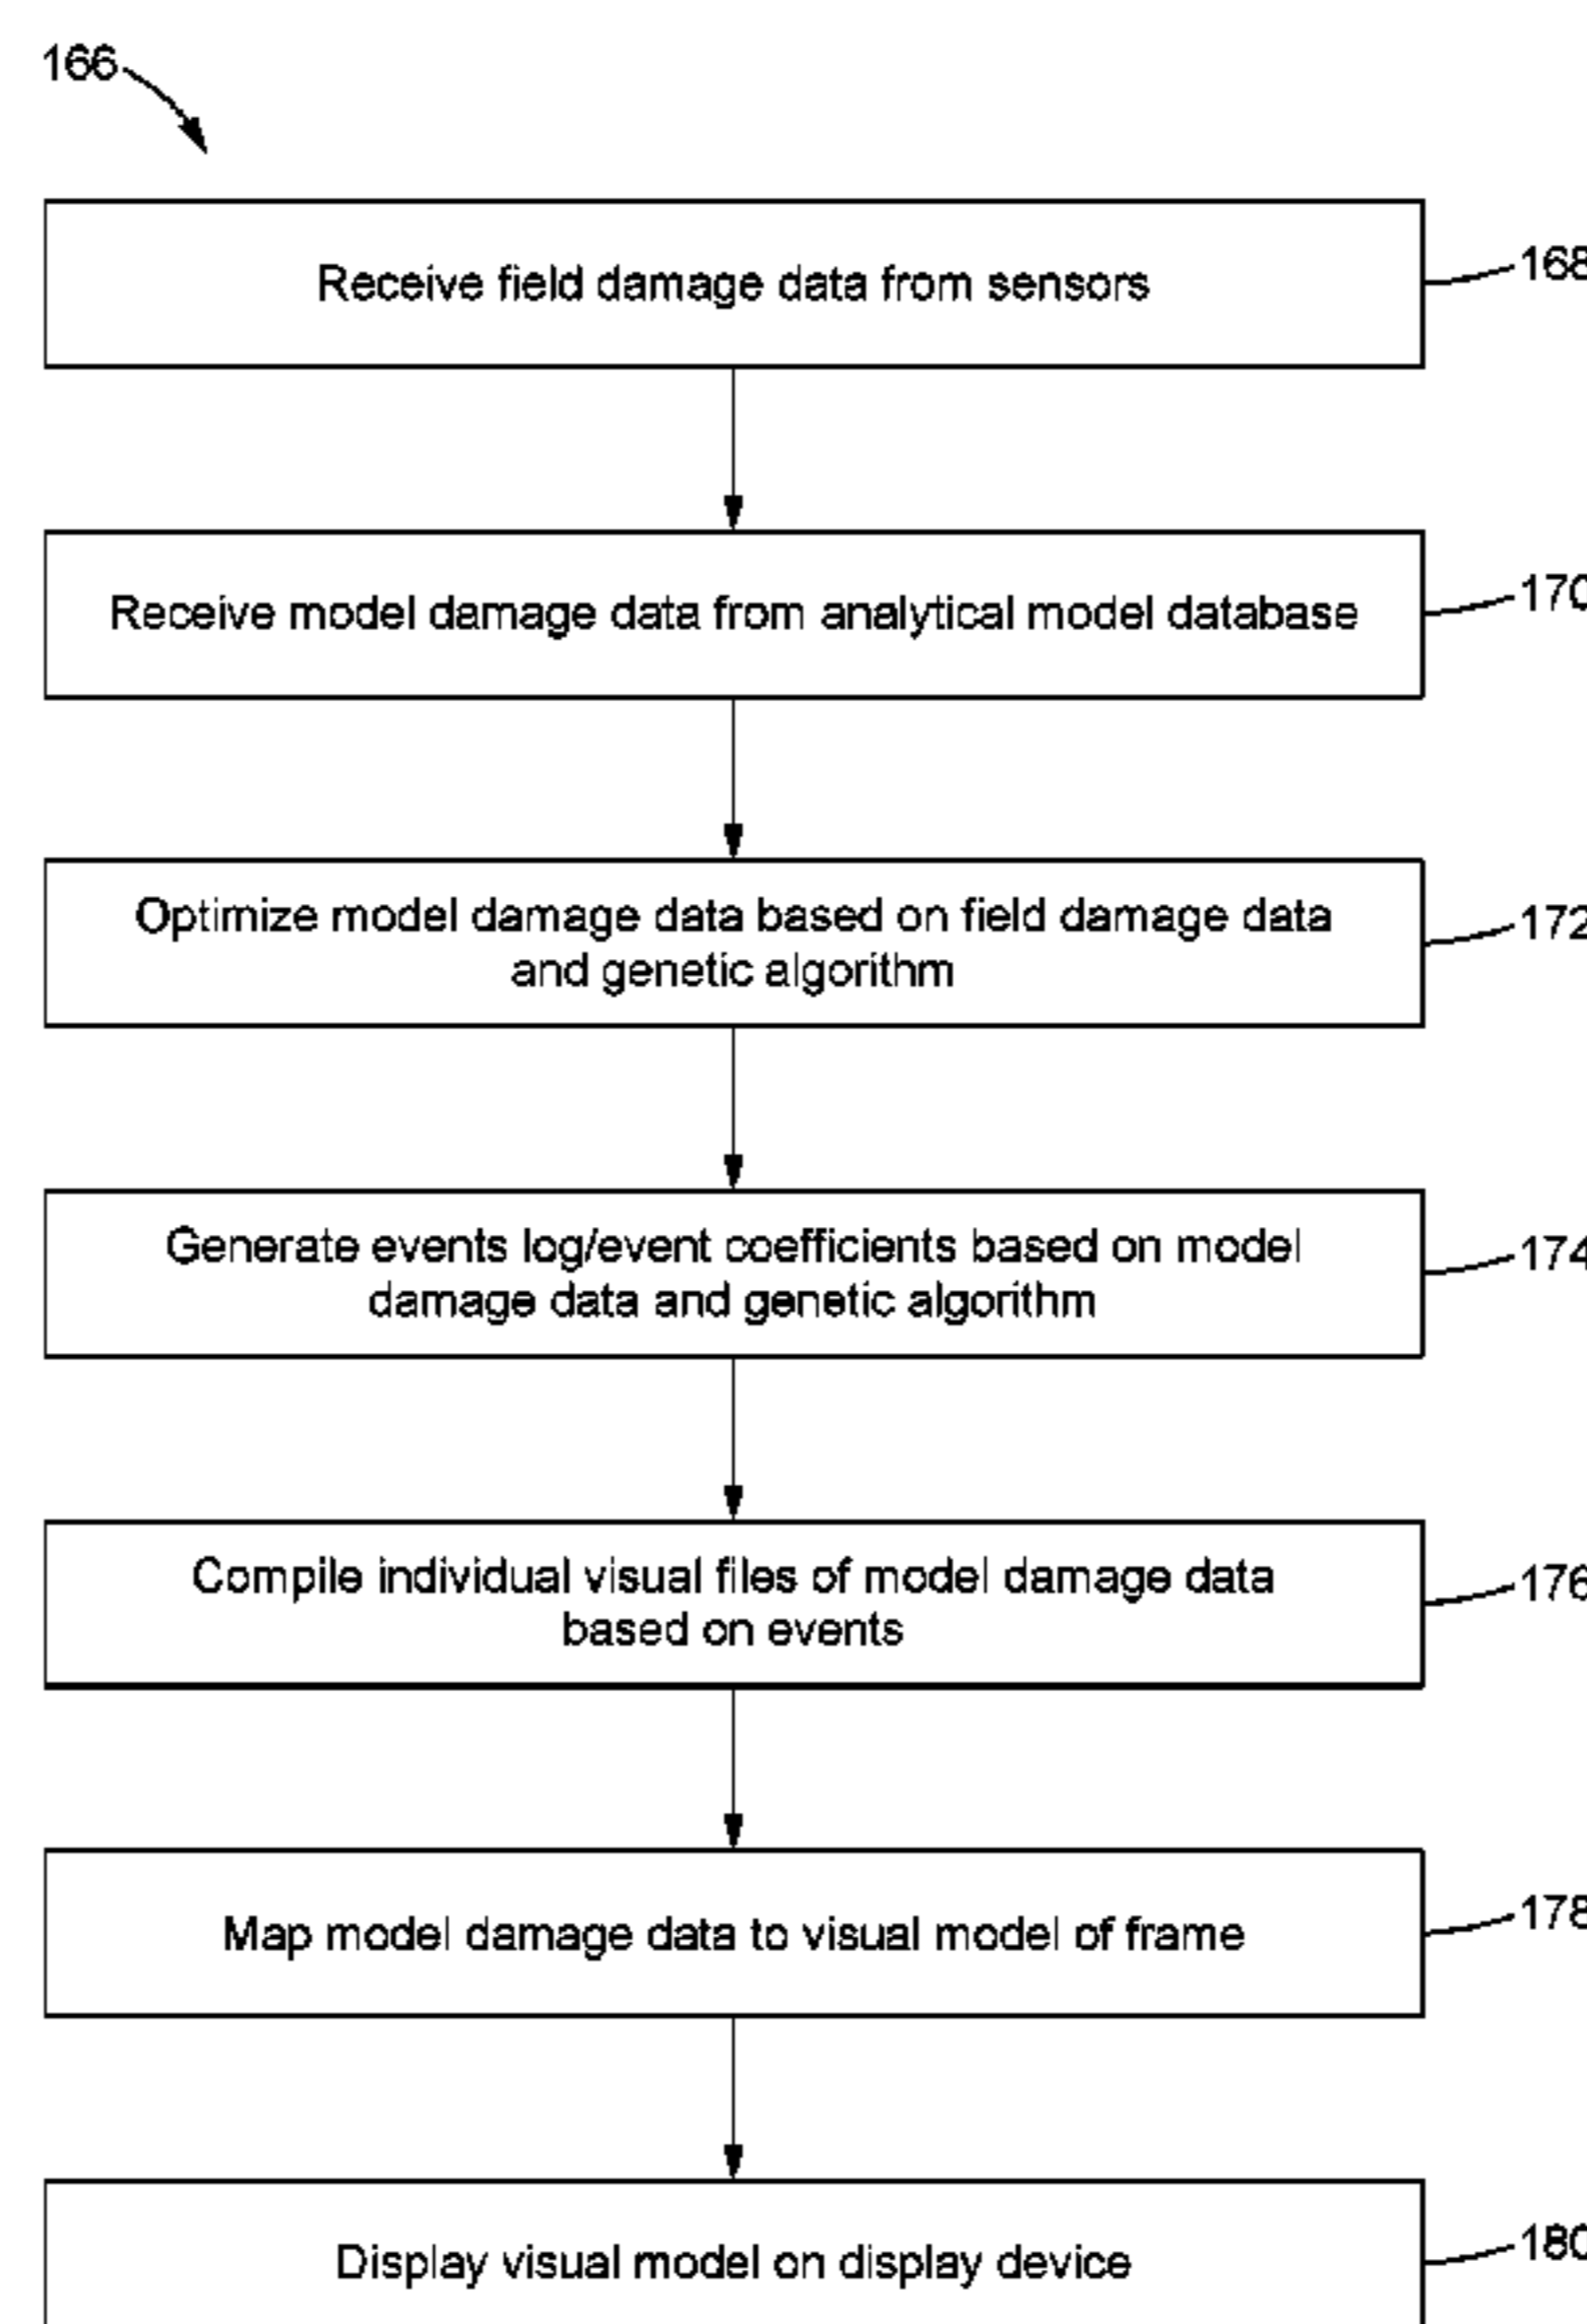 166
Receive field damage data from sensors
168
Receive model damage data from analytical model database
170
Optimize model damage data based on field damage data
and genetic algorithm
172
Generate events log/event coefficients based on model
damage data and genetic algorithm
174
Compile individual visual files of model damage data
based on events
176
Map model damage data to visual model of frame
178
Display visual model on display device
180